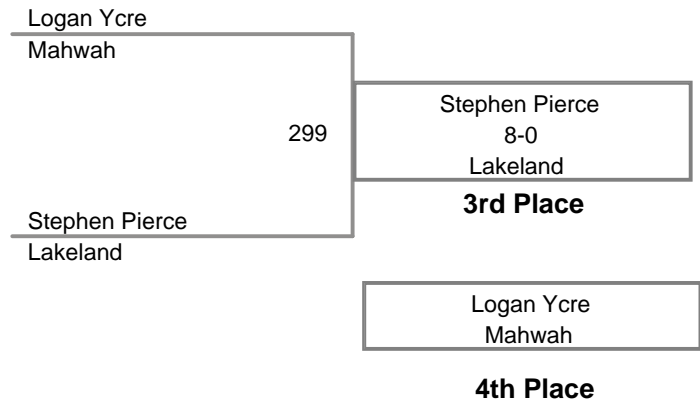 Logan Ycre
Mahwah
299
Stephen Pierce
8-0
Lakeland
3rd Place
Stephen Pierce
Lakeland
Logan Ycre
Mahwah
4th Place